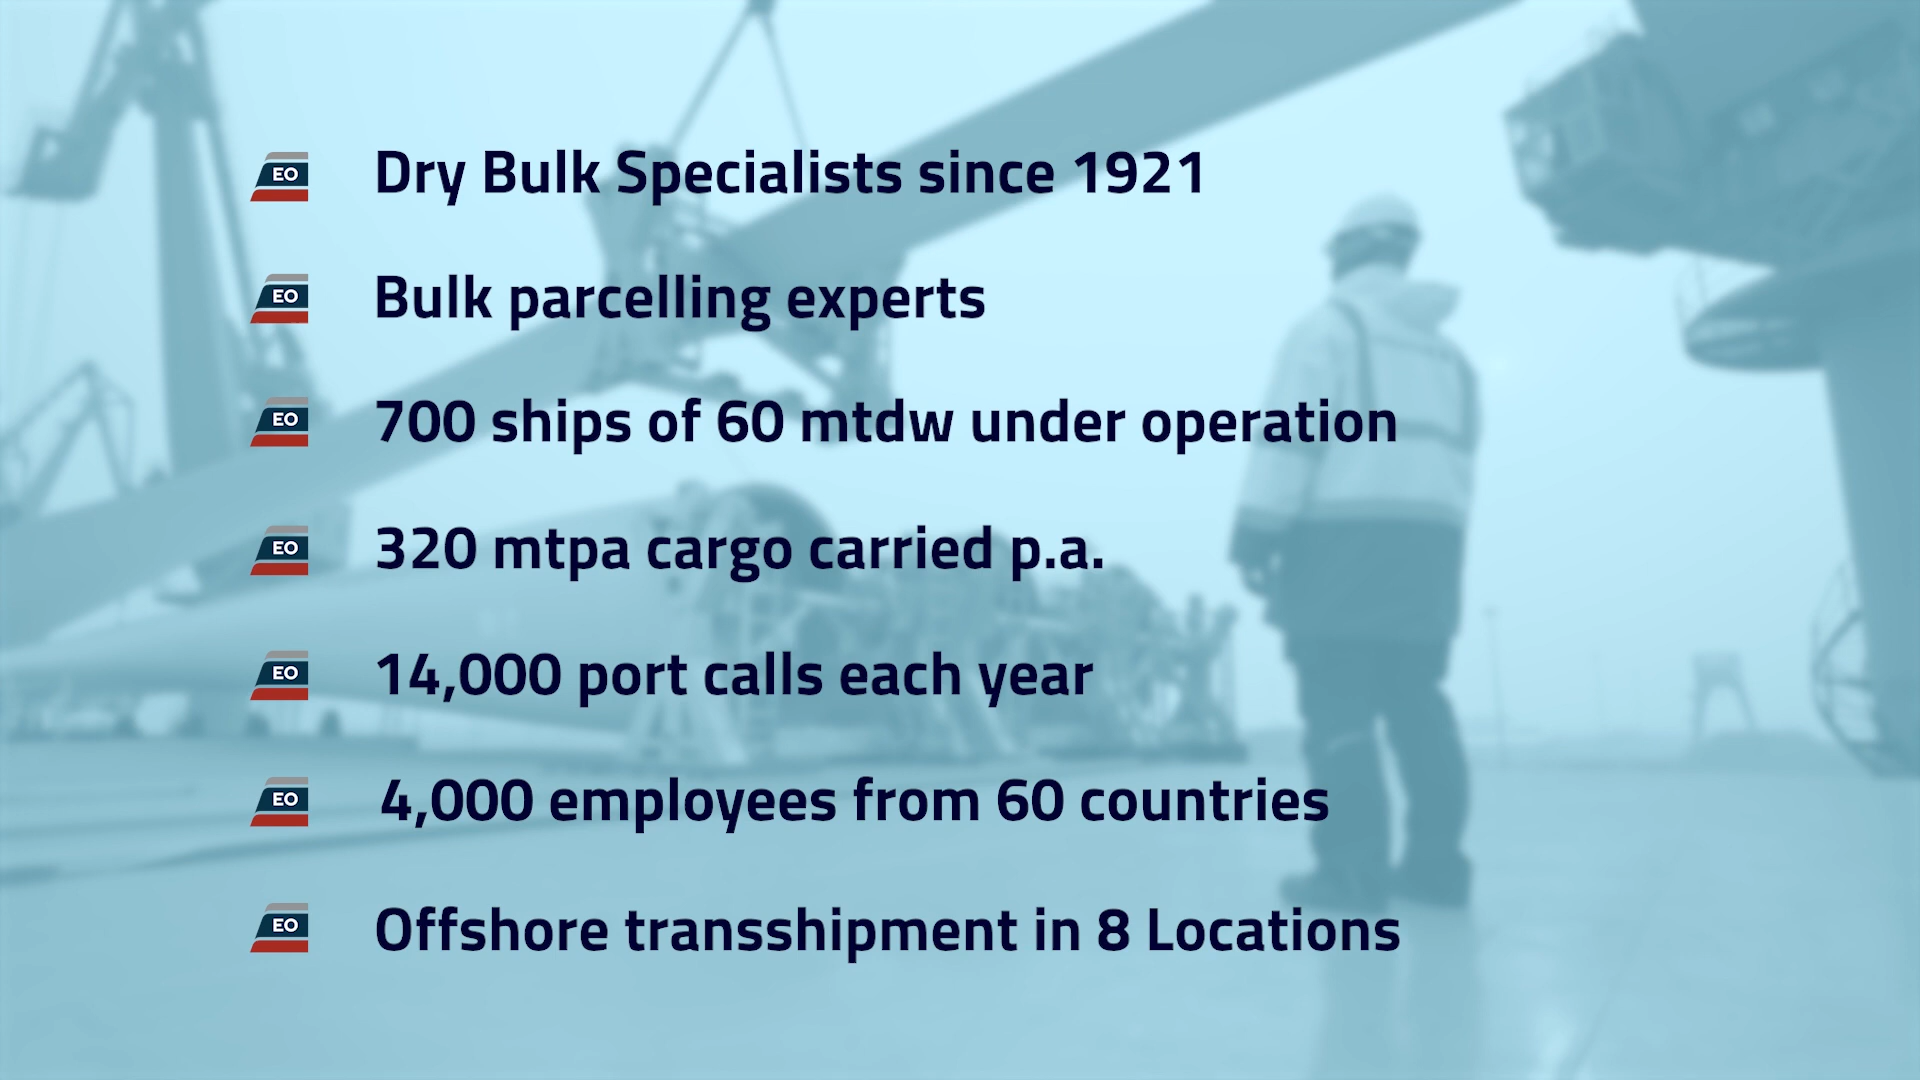 EO Dry Bulk Specialists since 1921
EO Bulk parcelling experts
EO 700 ships of 60 mtdw under operation
EO 320 mtpa cargo carried p.a.
EO 14,000 port calls each year
EO 4,000 employees from 60 countries
EO Offshore transshipment in 8 Locations